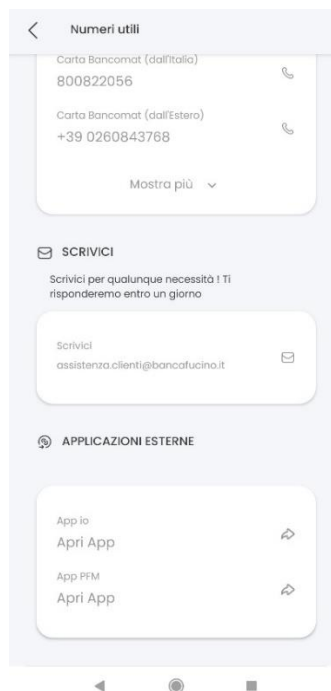 Numeri utili
Carta Bancomat (dall'Italia)
800822056
Carta Bancomat (dall'Estero)
+39 0260843768
Mostra più
SCRIVICI
Scrivici per qualunque necessità ! Ti
risponderemo entro un giorno
Scrivici
assistenza.clienti@bancafucino.it
APPLICAZIONI ESTERNE
App io
Apri App
App PFM
Apri App